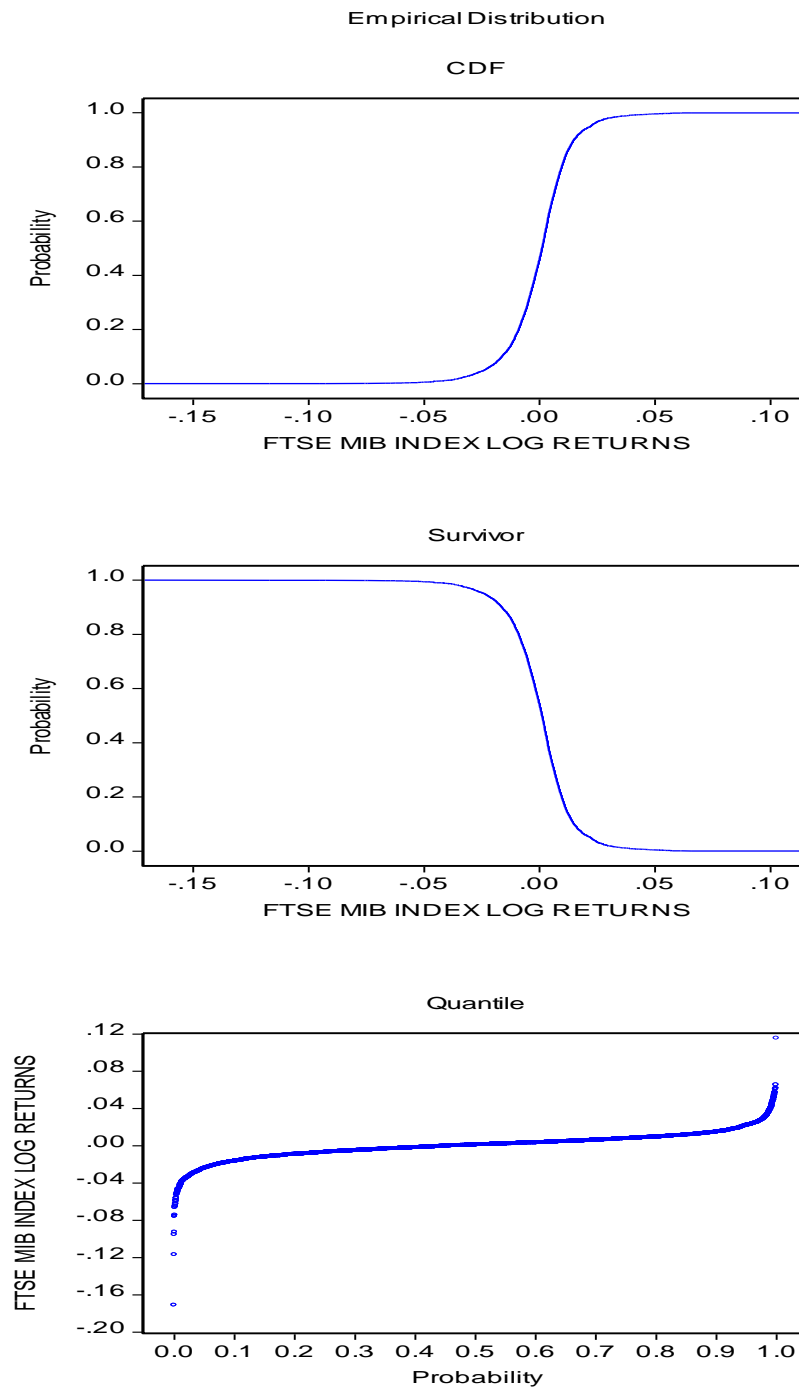 Empirical Distribution
CDF
Probability
1.0
0.8
0.6
0.4
0.2
0.0
-.15 -.10 -.05 .00 .05 .10
FTSE MIB INDEX LOG RETURNS
Survivor
Probability
1.0
0.8
0.6
0.4
0.2
0.0
-.15 -.10 -.05 .00 .05 .10
FTSE MIB INDEX LOG RETURNS
Quantile
FTSE MIB INDEX LOG RETURNS
.12
.08
.04
.00
-.04
-.08
-.12
-.16
-.20
0.0 0.1 0.2 0.3 0.4 0.5 0.6 0.7 0.8 0.9 1.0
Probability